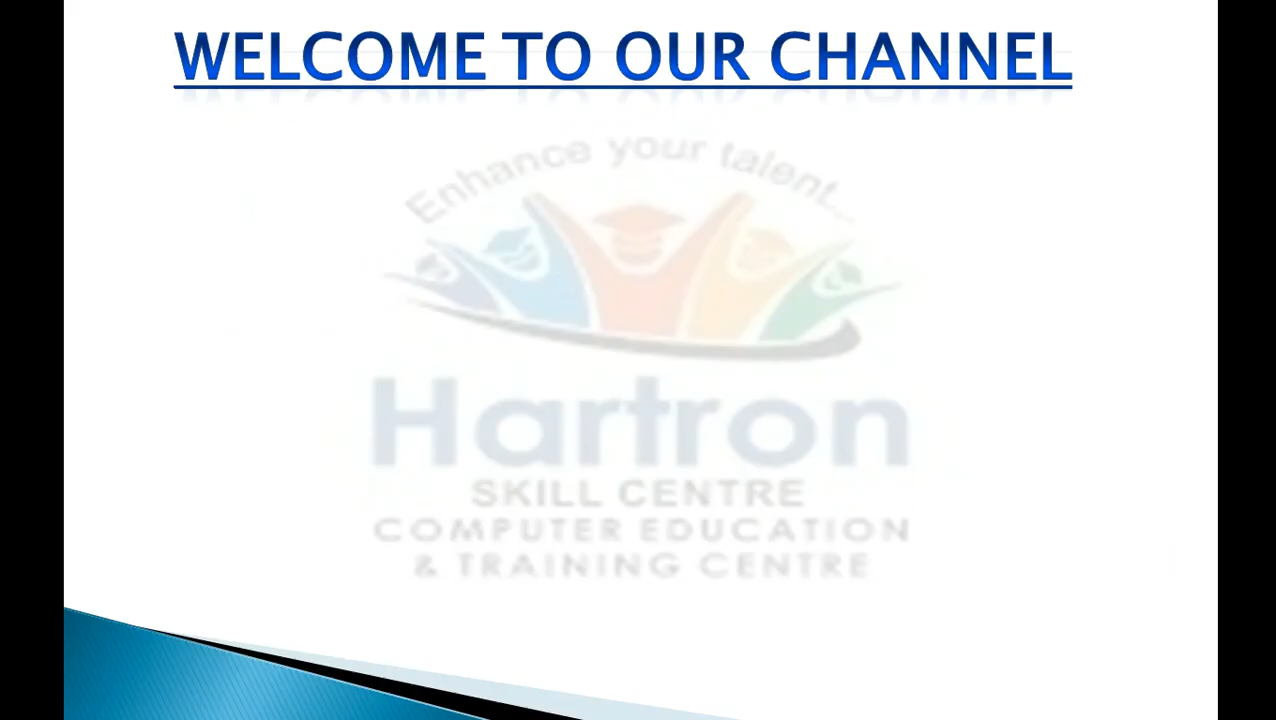 WELCOME TO OUR CHANNEL
Enhance your talent...
Hartron
SKILL CENTRE
COMPUTER EDUCATION
& TRAINING CENTRE